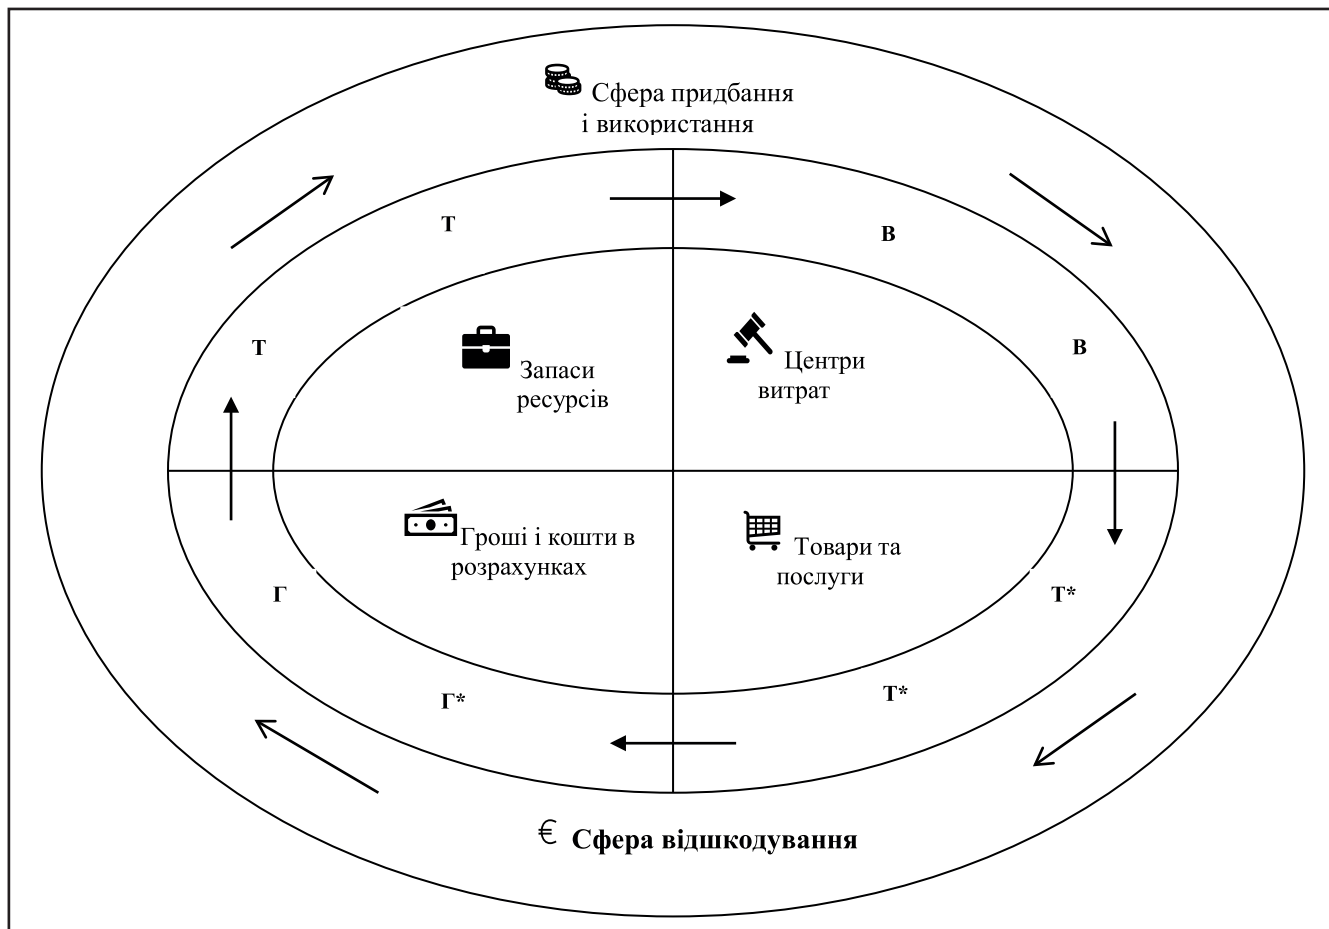 Сфера придбання
і використання
Т
В
Т
В
Запаси
ресурсів
Центри
витрат
Гроші і кошти в
розрахунках
Товари та
послуги
Г
Т*
Г*
Т*
€ Сфера відшкодування